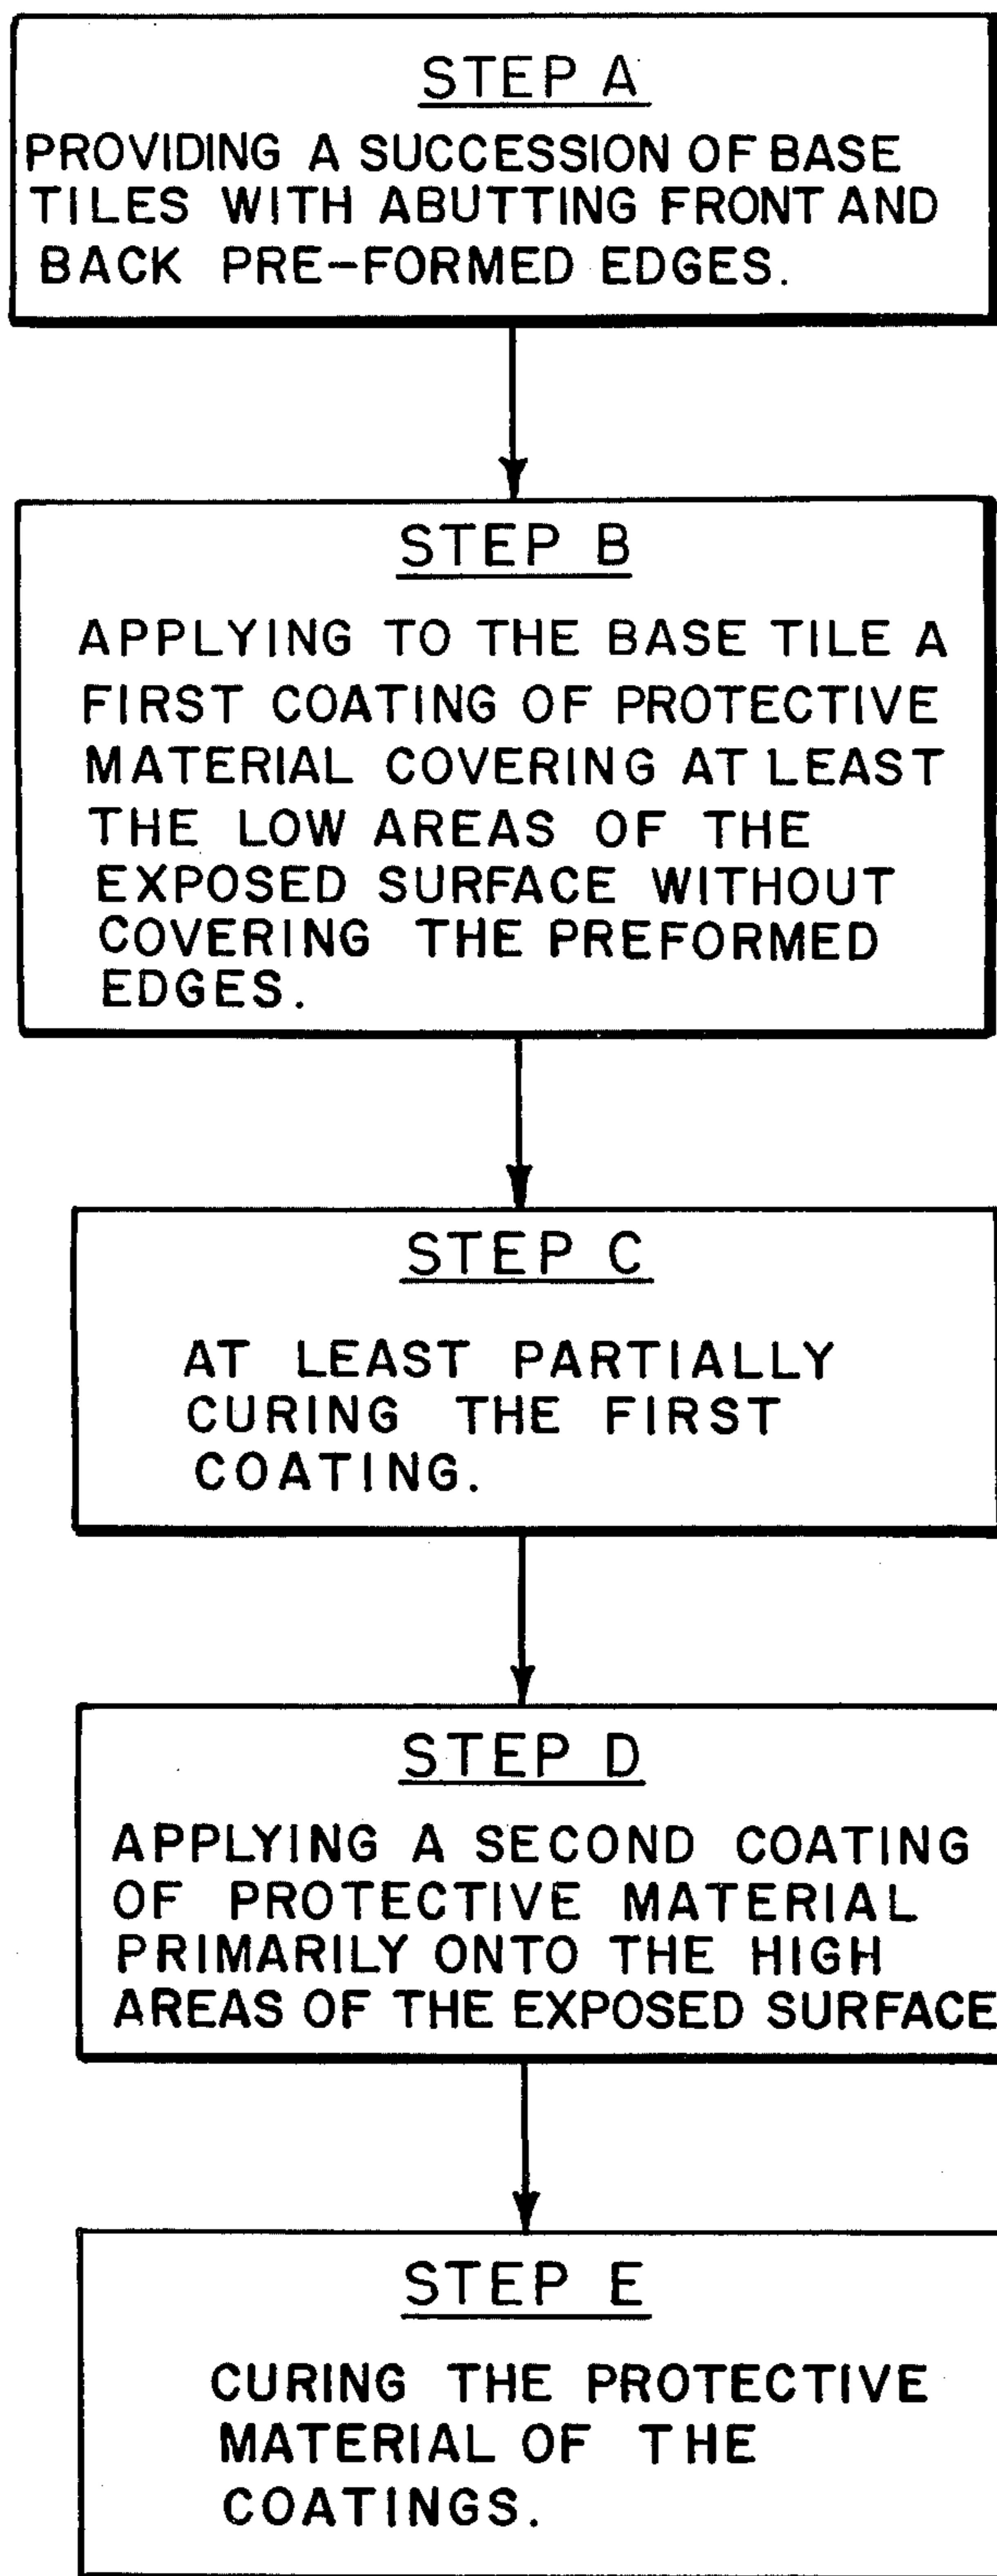 STEP A
PROVIDING A SUCCESSION OF BASE
TILES WITH ABUTTING FRONT AND
BACK PRE-FORMED EDGES.
STEP B
APPLYING TO THE BASE TILE A
FIRST COATING OF PROTECTIVE
MATERIAL COVERING AT LEAST
THE LOW AREAS OF THE
EXPOSED SURFACE WITHOUT
COVERING THE PREFORMED
EDGES.
STEP C
AT LEAST PARTIALLY
CURING THE FIRST
COATING.
STEP D
APPLYING A SECOND COATING
OF PROTECTIVE MATERIAL
PRIMARILY ONTO THE HIGH
AREAS OF THE EXPOSED SURFACE
STEP E
CURING THE PROTECTIVE
MATERIAL OF THE
COATINGS.